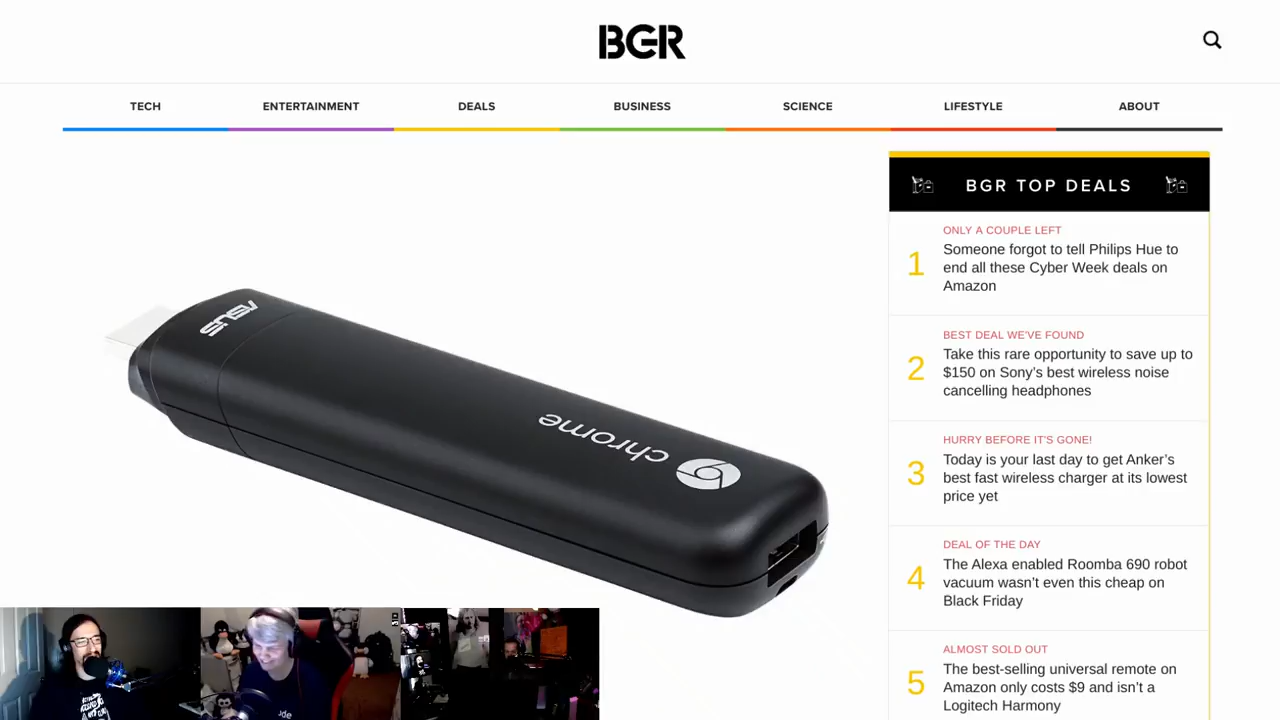 BGR
TECH
ENTERTAINMENT
DEALS
BUSINESS
SCIENCE
LIFESTYLE
ABOUT
ASUS
chrome
BGR TOP DEALS
1
ONLY A COUPLE LEFT
Someone forgot to tell Philips Hue to
end all these Cyber Week deals on
Amazon
2
BEST DEAL WE'VE FOUND
Take this rare opportunity to save up to
$150 on Sony's best wireless noise
cancelling headphones
3
HURRY BEFORE IT'S GONE!
Today is your last day to get Anker's
best fast wireless charger at its lowest
price yet
4
DEAL OF THE DAY
The Alexa enabled Roomba 690 robot
vacuum wasn't even this cheap on
Black Friday
5
ALMOST SOLD OUT
The best-selling universal remote on
Amazon only costs $9 and isn't a
Logitech Harmony